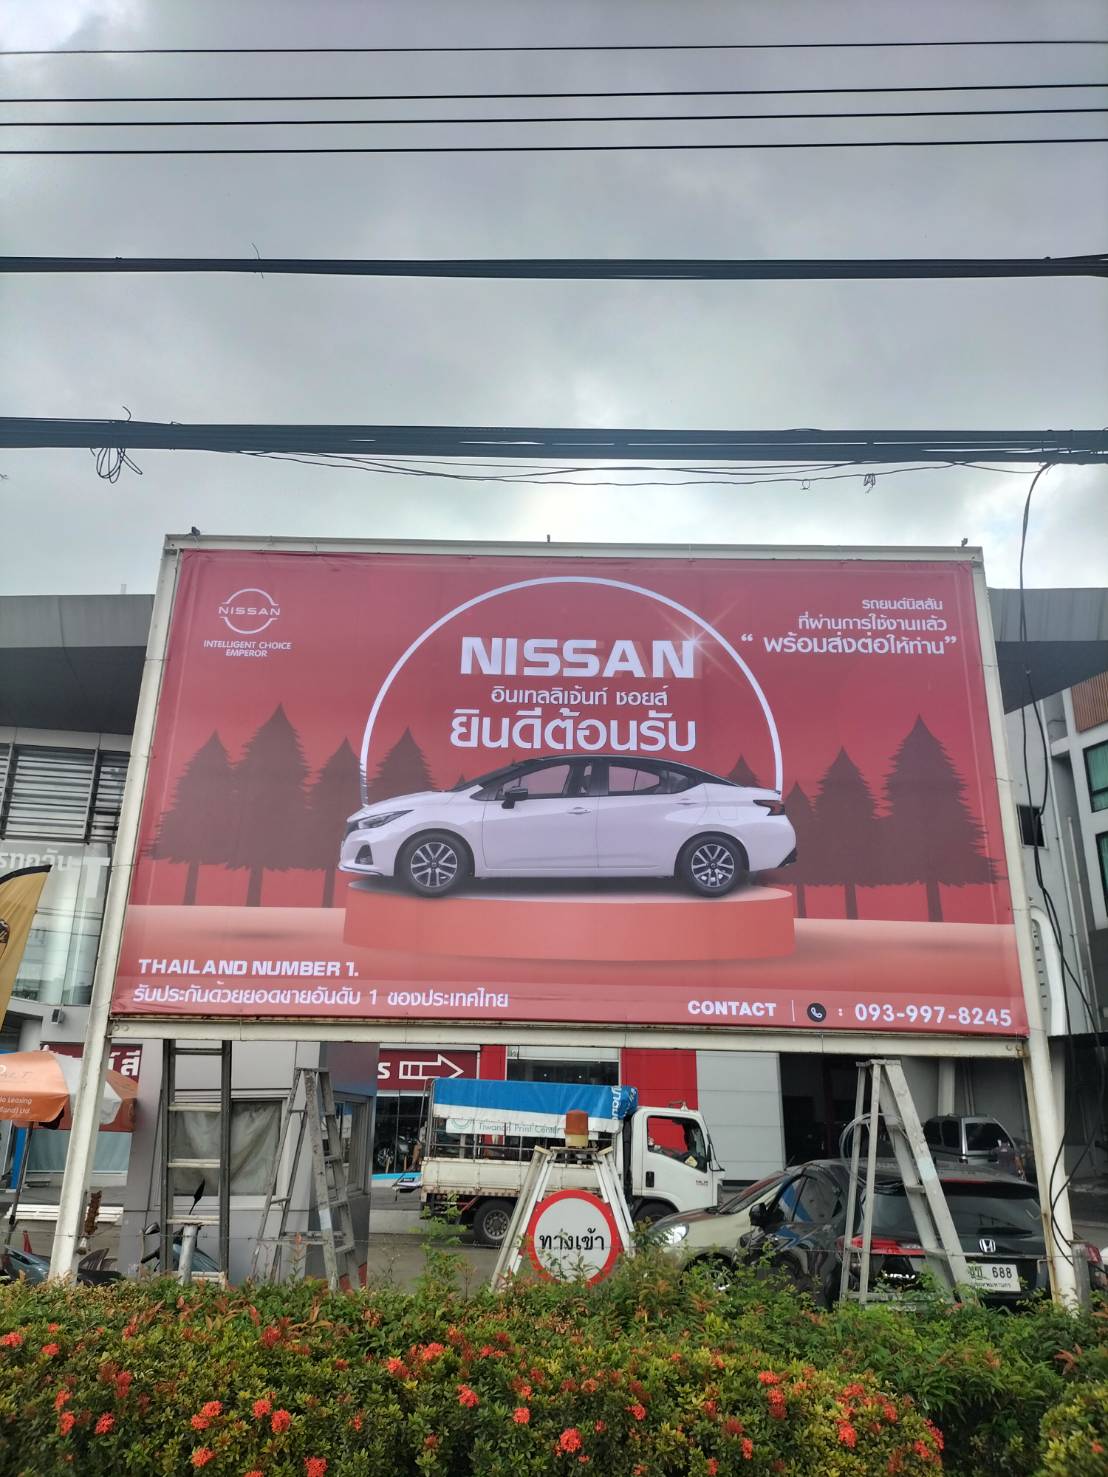 NISSAN
INTELLIGENT CHOICE
EMPEROR
NISSAN
อินเทลลิเจ้นท์ ชอยส์
ยินดีต้อนรับ
รถยนต์นิสสัน
ที่ผ่านการใช้งานแล้ว
“ พร้อมส่งต่อให้ท่าน”
THAILAND NUMBER 1.
รับประกันด้วยยอดขายอันดับ 1 ของประเทศไทย
CONTACT | : 093-997-8245
Tiwanon Print Center
ทางเข้า
688